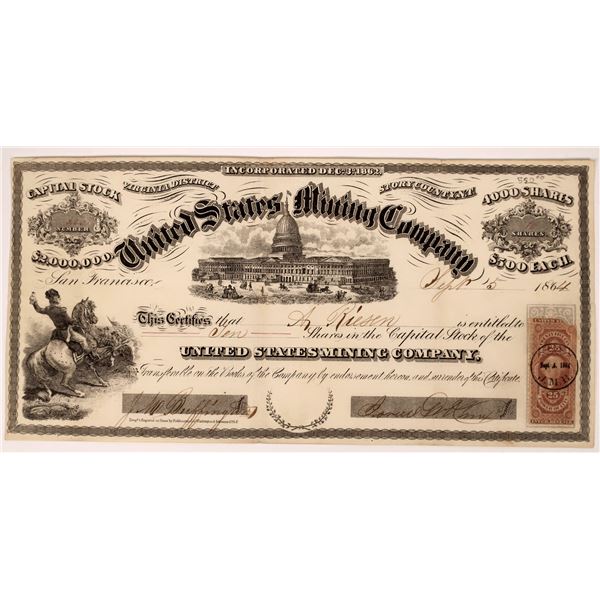 INCORPORATED DEC. 3D. 1862.
CAPITAL STOCK VIRGINIA DISTRICT STORY COUNTY, N.T. 4000 SHARES
NUMBER SHARES
$2.000.000. $500 EACH.
United States Mining Company
San Francisco, Sept 5 1864
This Certifies that A. Riesen is entitled to
Ten Shares in the Capital Stock of the
UNITED STATES MINING COMPANY,
Transferable on the Books of the Company by endorsement hereon, and surrender of this Certificate.
25